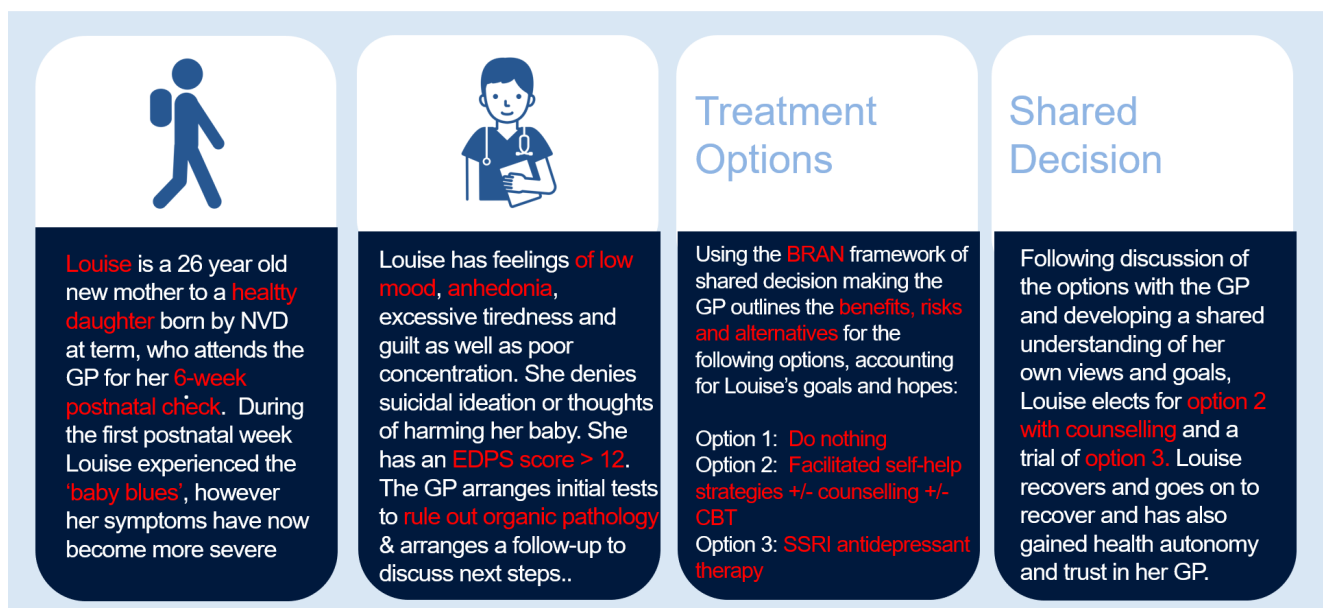 Louise is a 26 year old
new mother to a healtty
daughter born by NVD
at term, who attends the
GP for her 6-week
postnatal check.  During
the first postnatal week
Louise experienced the
‘baby blues’, however
her symptoms have now
become more severe
Louise has feelings of low
mood, anhedonia,
excessive tiredness and
guilt as well as poor
concentration. She denies
suicidal ideation or thoughts
of harming her baby. She
has an EDPS score > 12.
The GP arranges initial tests
to rule out organic pathology
& arranges a follow-up to
discuss next steps..
Treatment
Options
Using the BRAN framework of
shared decision making the
GP outlines the benefits, risks
and alternatives for the
following options, accounting
for Louise’s goals and hopes:
Option 1:  Do nothing
Option 2:  Facilitated self-help
strategies +/- counselling +/-
CBT
Option 3: SSRI antidepressant
therapy
Shared
Decision
Following discussion of
the options with the GP
and developing a shared
understanding of her
own views and goals,
Louise elects for option 2
with counselling and a
trial of option 3. Louise
recovers and goes on to
recover and has also
gained health autonomy
and trust in her GP.